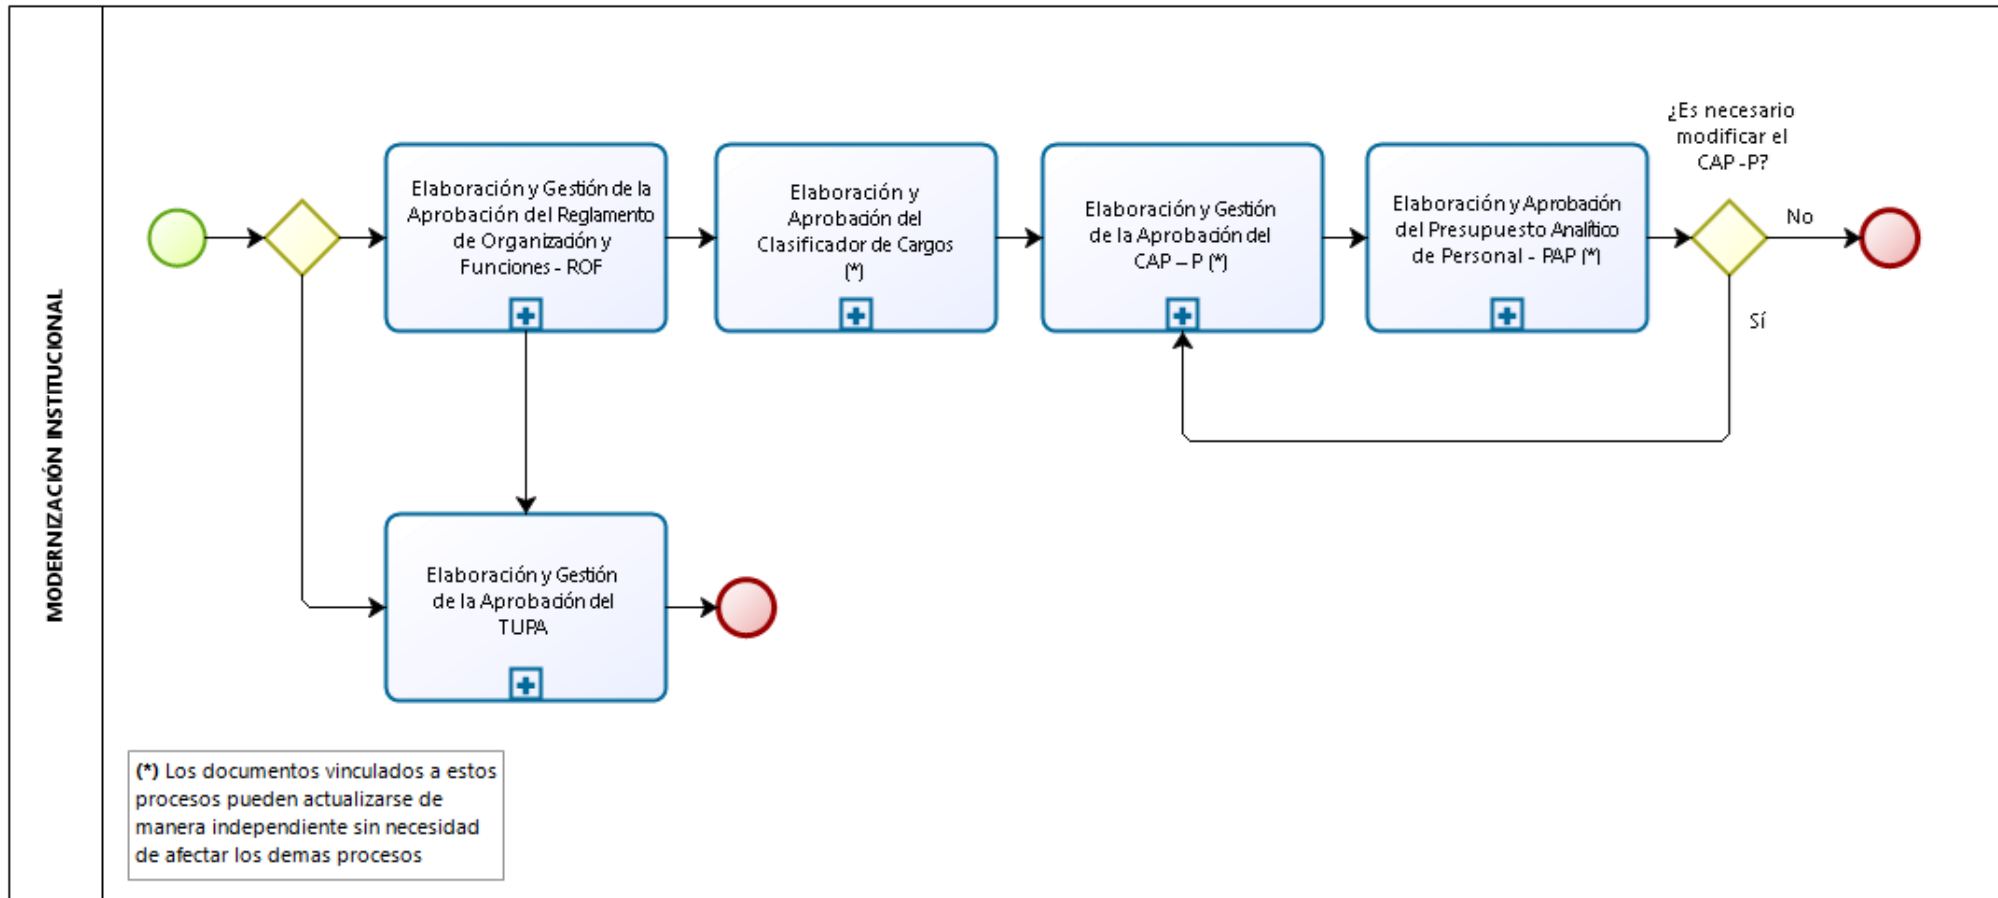 MODERNIZACIÓN INSTITUCIONAL
Elaboración y Gestión de la
Aprobación del Reglamento
de Organización y
Funciones - ROF
Elaboración y
Aprobación del
Clasificador de Cargos
(*)
Elaboración y Gestión
de la Aprobación del
CAP – P (*)
Elaboración y Aprobación
del Presupuesto Analítico
de Personal - PAP (*)
¿Es necesario
modificar el
CAP -P?
No
Sí
Elaboración y Gestión
de la Aprobación del
TUPA
(*) Los documentos vinculados a estos
procesos pueden actualizarse de
manera independiente sin necesidad
de afectar los demas procesos